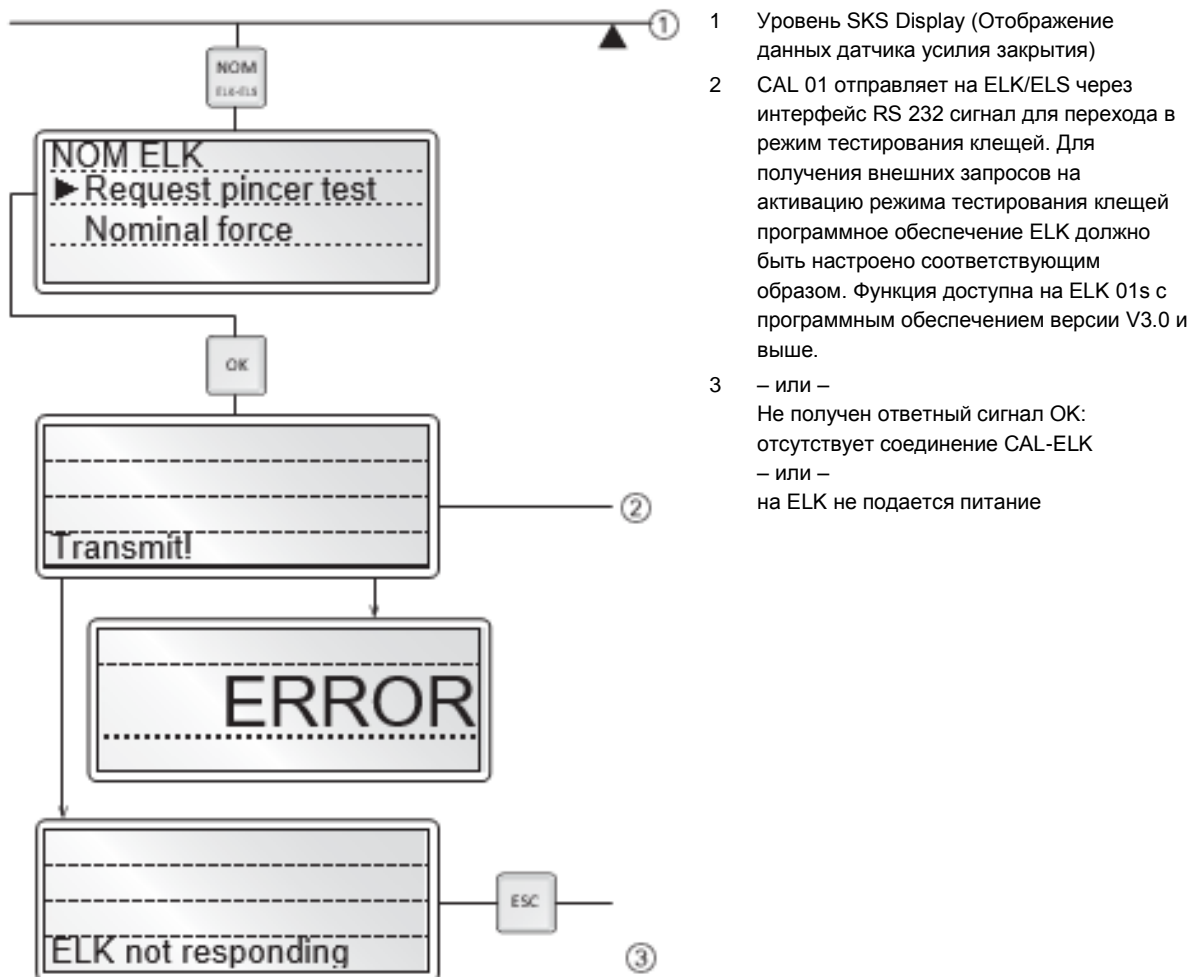 ①
NOM
ELK-ELS
NOM ELK
▶Request pincer test
Nominal force
OK
Transmit!
②
ERROR
ELK not responding
ESC
③
1 Уровень SKS Display (Отображение
данных датчика усилия закрытия)
2 CAL 01 отправляет на ELK/ELS через
интерфейс RS 232 сигнал для перехода в
режим тестирования клещей. Для
получения внешних запросов на
активацию режима тестирования клещей
программное обеспечение ELK должно
быть настроено соответствующим
образом. Функция доступна на ELK 01s с
программным обеспечением версии V3.0 и
выше.
3 – или –
Не получен ответный сигнал OK:
отсутствует соединение CAL-ELK
– или –
на ELK не подается питание